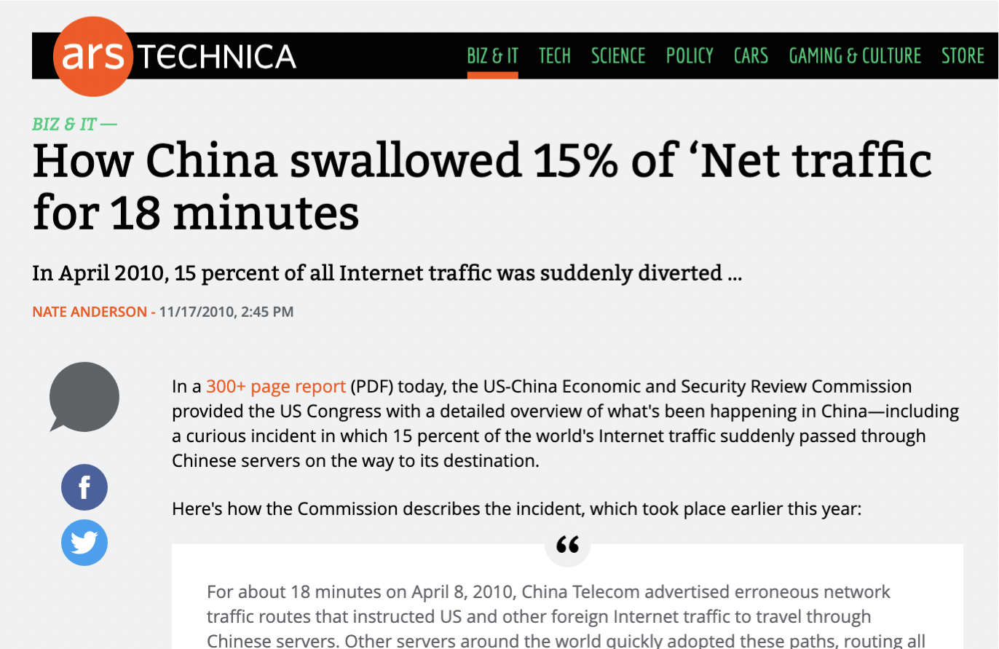 ars TECHNICA
BIZ & IT TECH SCIENCE POLICY CARS GAMING & CULTURE STORE
BIZ & IT —
How China swallowed 15% of ‘Net traffic
for 18 minutes
In April 2010, 15 percent of all Internet traffic was suddenly diverted ...
NATE ANDERSON - 11/17/2010, 2:45 PM
In a 300+ page report (PDF) today, the US-China Economic and Security Review Commission
provided the US Congress with a detailed overview of what's been happening in China—including
a curious incident in which 15 percent of the world's Internet traffic suddenly passed through
Chinese servers on the way to its destination.
f
Here's how the Commission describes the incident, which took place earlier this year:
“
For about 18 minutes on April 8, 2010, China Telecom advertised erroneous network
traffic routes that instructed US and other foreign Internet traffic to travel through
Chinese servers. Other servers around the world quickly adopted these paths, routing all